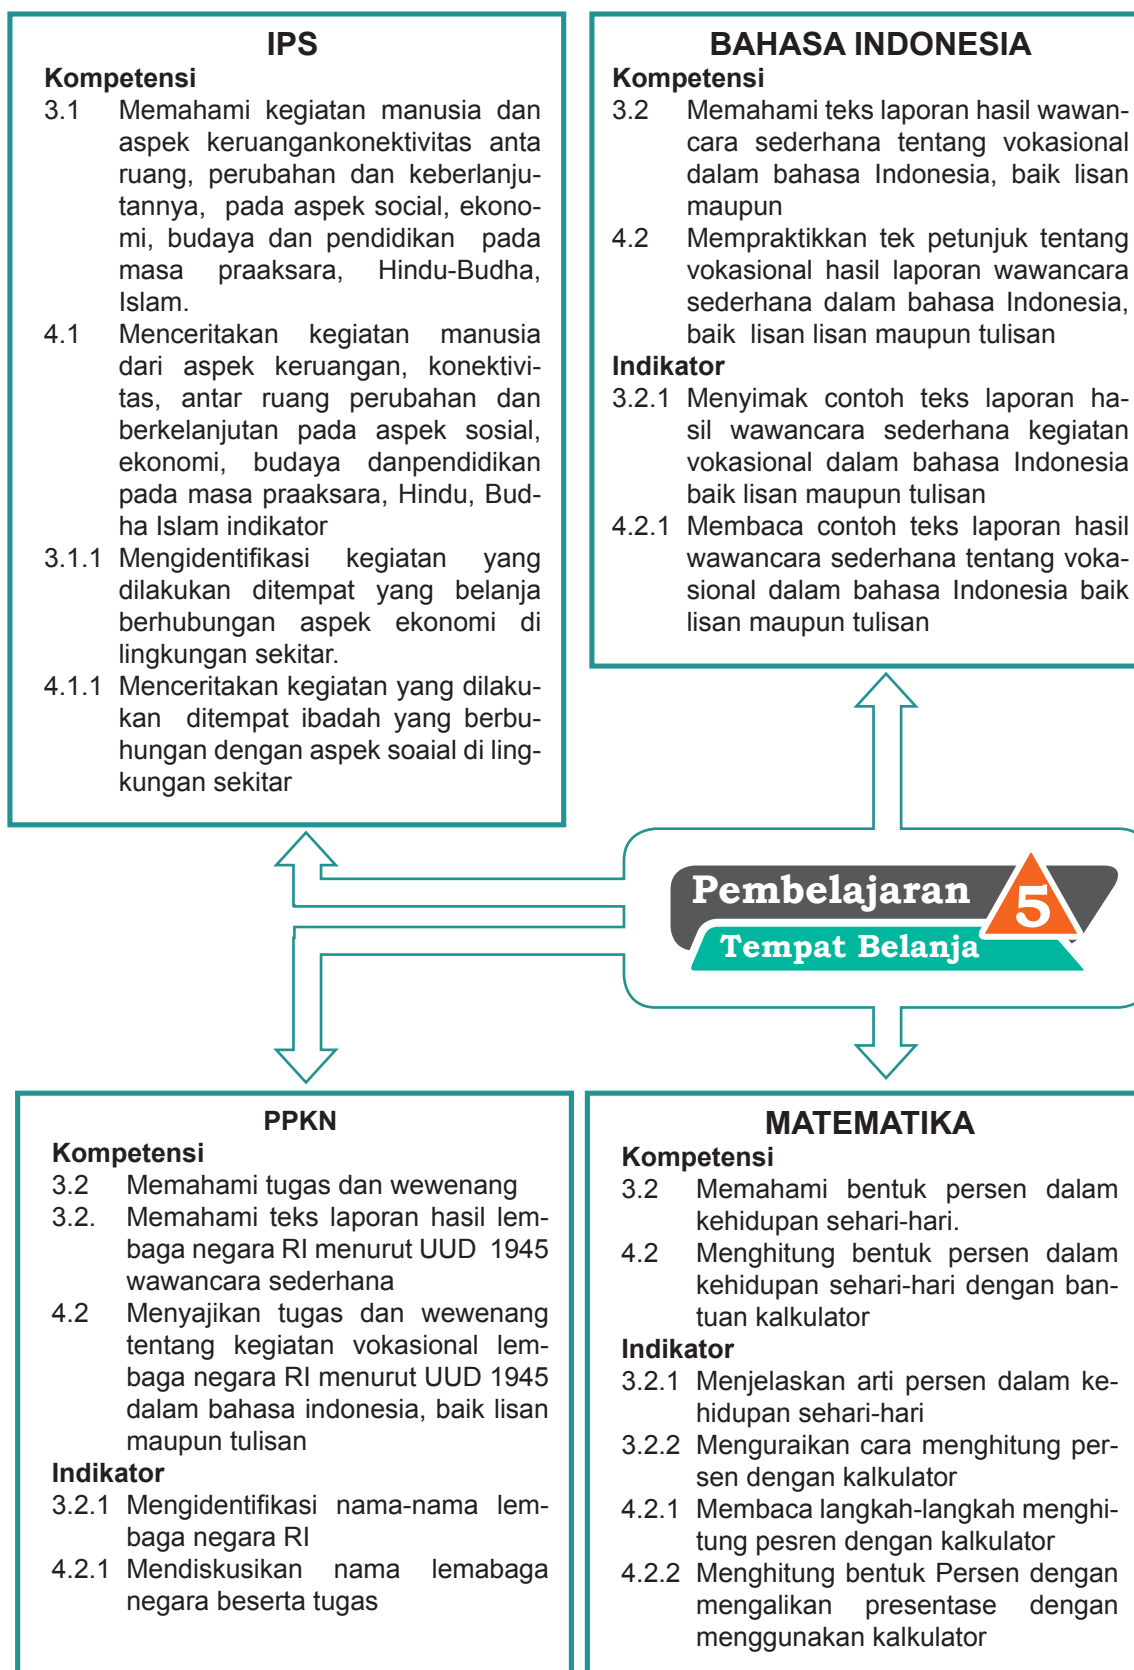 IPS
Kompetensi
3.1 Memahami kegiatan manusia dan
aspek keruangankonektivitas anta
ruang, perubahan dan keberlanju-
tannya, pada aspek social, ekono-
mi, budaya dan pendidikan pada
masa praaksara, Hindu-Budha,
Islam.
4.1 Menceritakan kegiatan manusia
dari aspek keruangan, konektivi-
tas, antar ruang perubahan dan
berkelanjutan pada aspek sosial,
ekonomi, budaya danpendidikan
pada masa praaksara, Hindu, Bud-
ha Islam indikator
3.1.1 Mengidentifikasi kegiatan yang
dilakukan ditempat yang belanja
berhubungan aspek ekonomi di
lingkungan sekitar.
4.1.1 Menceritakan kegiatan yang dilaku-
kan ditempat ibadah yang berbu-
hungan dengan aspek soaial di ling-
kungan sekitar
BAHASA INDONESIA
Kompetensi
3.2 Memahami teks laporan hasil wawan-
cara sederhana tentang vokasional
dalam bahasa Indonesia, baik lisan
maupun
4.2 Mempraktikkan tek petunjuk tentang
vokasional hasil laporan wawancara
sederhana dalam bahasa Indonesia,
baik lisan lisan maupun tulisan
Indikator
3.2.1 Menyimak contoh teks laporan ha-
sil wawancara sederhana kegiatan
vokasional dalam bahasa Indonesia
baik lisan maupun tulisan
4.2.1 Membaca contoh teks laporan hasil
wawancara sederhana tentang voka-
sional dalam bahasa Indonesia baik
lisan maupun tulisan
Pembelajaran 5
Tempat Belanja
PPKN
Kompetensi
3.2 Memahami tugas dan wewenang
3.2. Memahami teks laporan hasil lem-
baga negara RI menurut UUD 1945
wawancara sederhana
4.2 Menyajikan tugas dan wewenang
tentang kegiatan vokasional lem-
baga negara RI menurut UUD 1945
dalam bahasa indonesia, baik lisan
maupun tulisan
Indikator
3.2.1 Mengidentifikasi nama-nama lem-
baga negara RI
4.2.1 Mendiskusikan nama lemabaga
negara beserta tugas
MATEMATIKA
Kompetensi
3.2 Memahami bentuk persen dalam
kehidupan sehari-hari.
4.2 Menghitung bentuk persen dalam
kehidupan sehari-hari dengan ban-
tuan kalkulator
Indikator
3.2.1 Menjelaskan arti persen dalam ke-
hidupan sehari-hari
3.2.2 Menguraikan cara menghitung per-
sen dengan kalkulator
4.2.1 Membaca langkah-langkah menghi-
tung pesren dengan kalkulator
4.2.2 Menghitung bentuk Persen dengan
mengalikan presentase dengan
menggunakan kalkulator